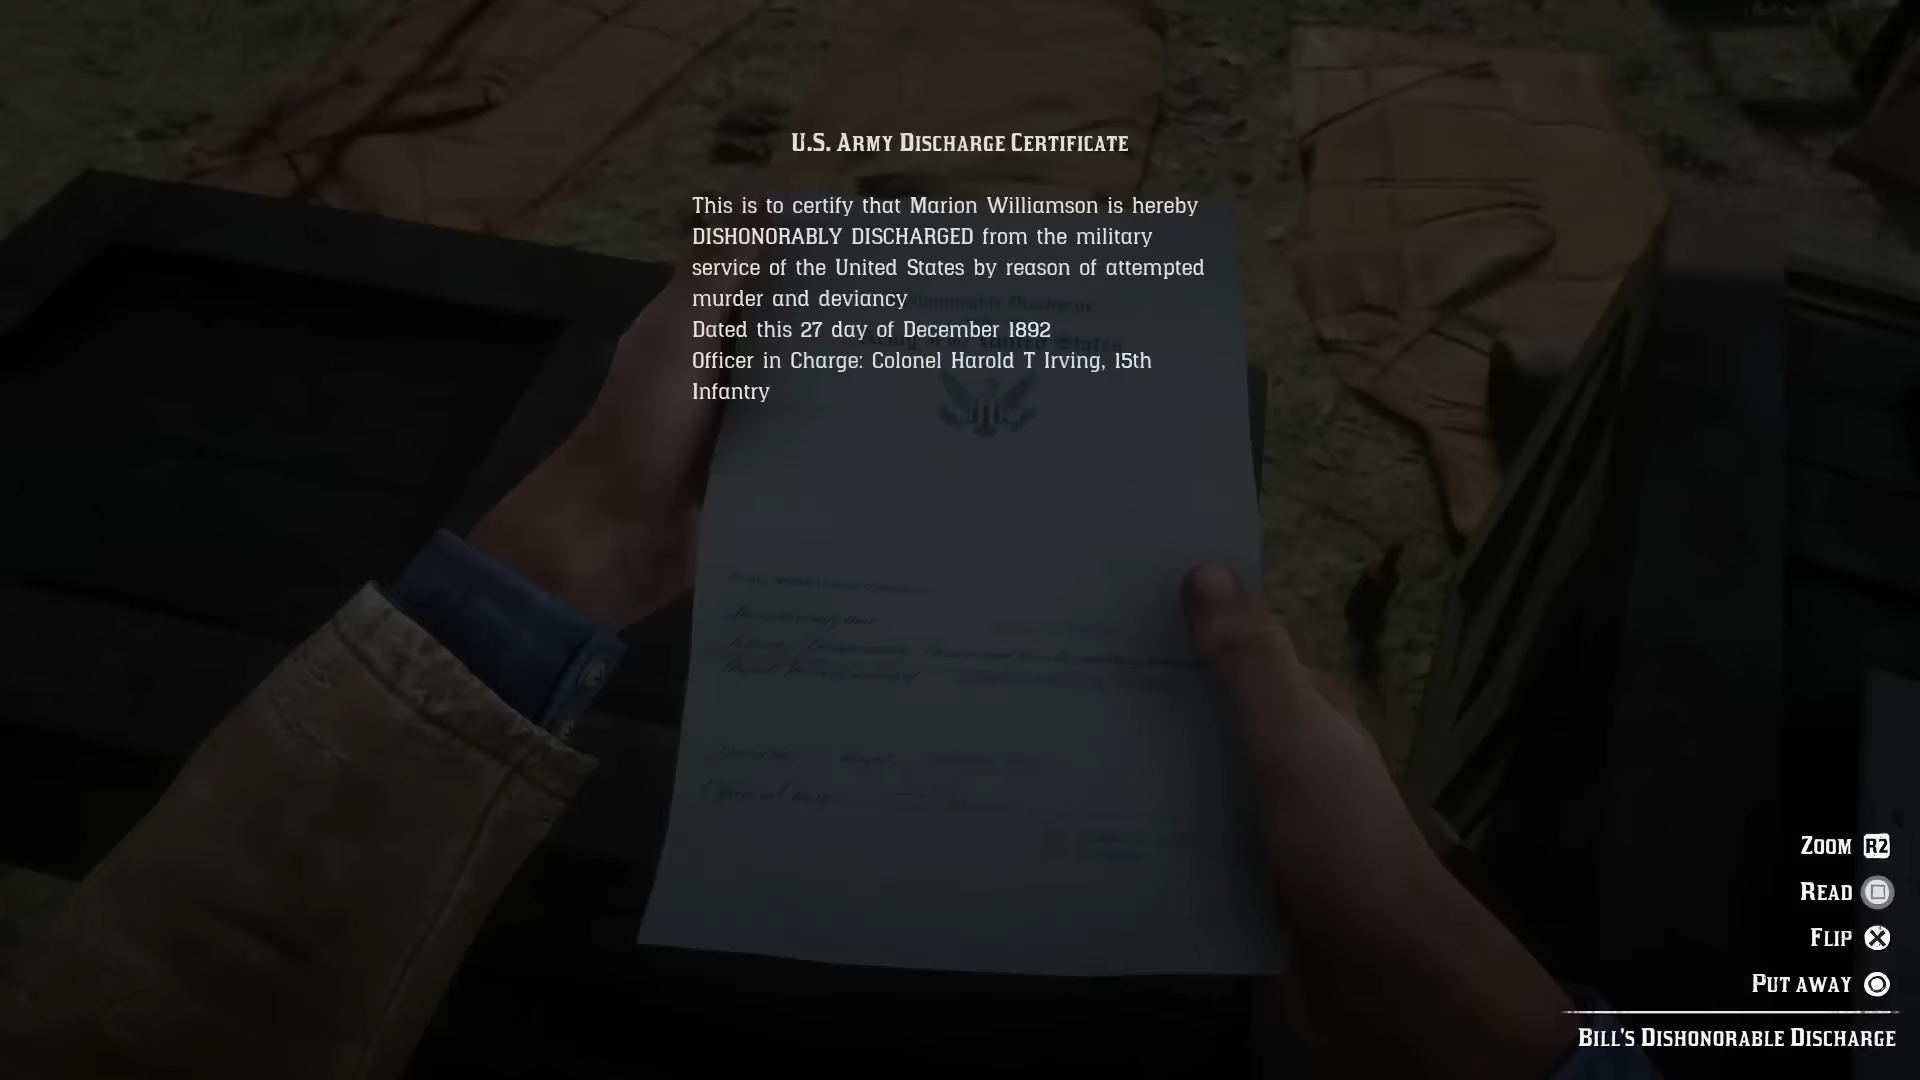 U.S. Army Discharge Certificate
This is to certify that Marion Williamson is hereby
DISHONORABLY DISCHARGED from the military
service of the United States by reason of attempted
murder and deviancy
Dated this 27 day of December 1892
Officer in Charge: Colonel Harold T Irving, 15th
Infantry
Zoom R2
Read
Flip
Put away
Bill's Dishonorable Discharge